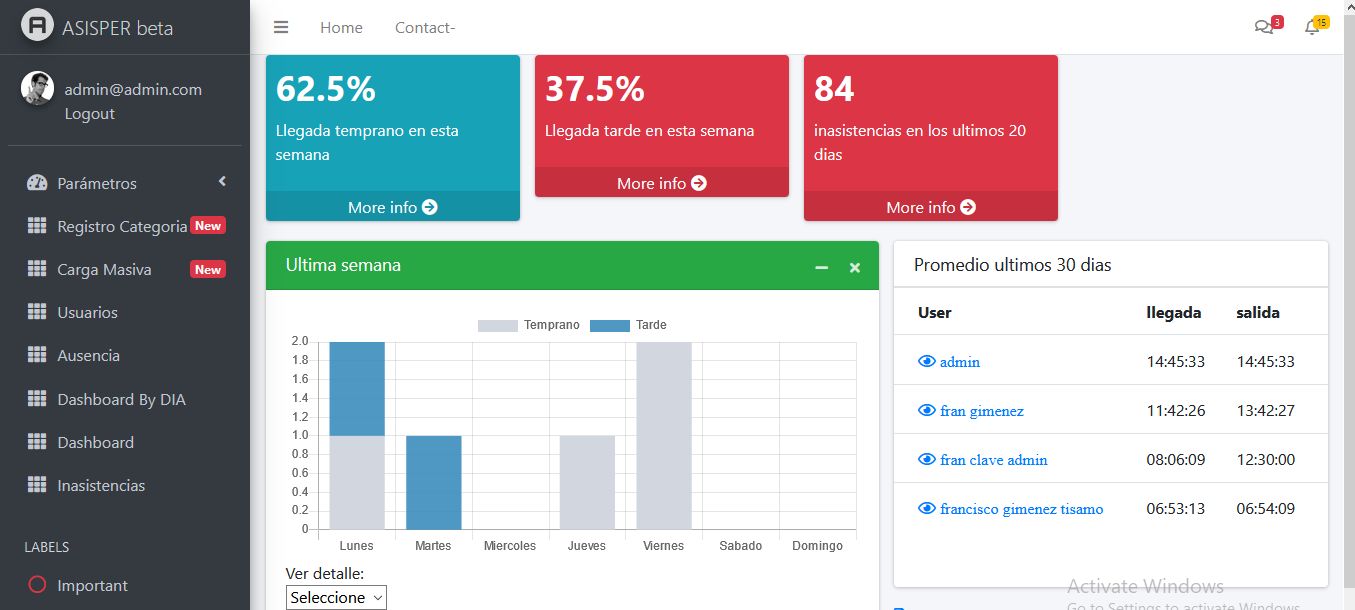 ASISPER beta
Home Contact-
3 15
admin@admin.com
Logout
Parámetros
Registro Categoria New
Carga Masiva New
Usuarios
Ausencia
Dashboard By DIA
Dashboard
Inasistencias
LABELS
Important
62.5%
Llegada temprano en esta
semana
More info
37.5%
Llegada tarde en esta semana
More info
84
inasistencias en los ultimos 20
dias
More info
Ultima semana
Temprano Tarde
2.0
1.8
1.6
1.4
1.2
1.0
0.8
0.6
0.4
0.2
0
Lunes Martes Miercoles Jueves Viernes Sabado Domingo
Ver detalle:
Seleccione
Promedio ultimos 30 dias
User llegada salida
admin 14:45:33 14:45:33
fran gimenez 11:42:26 13:42:27
fran clave admin 08:06:09 12:30:00
francisco gimenez tisamo 06:53:13 06:54:09
Activate Windows
Go to Settings to activate Windows